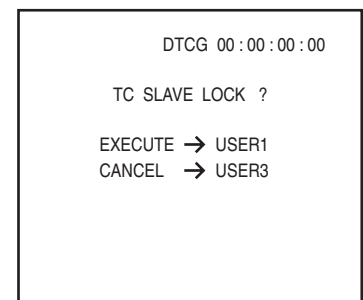 DTCG 00 : 00 : 00 : 00
TC SLAVE LOCK ?
EXECUTE → USER1
CANCEL → USER3